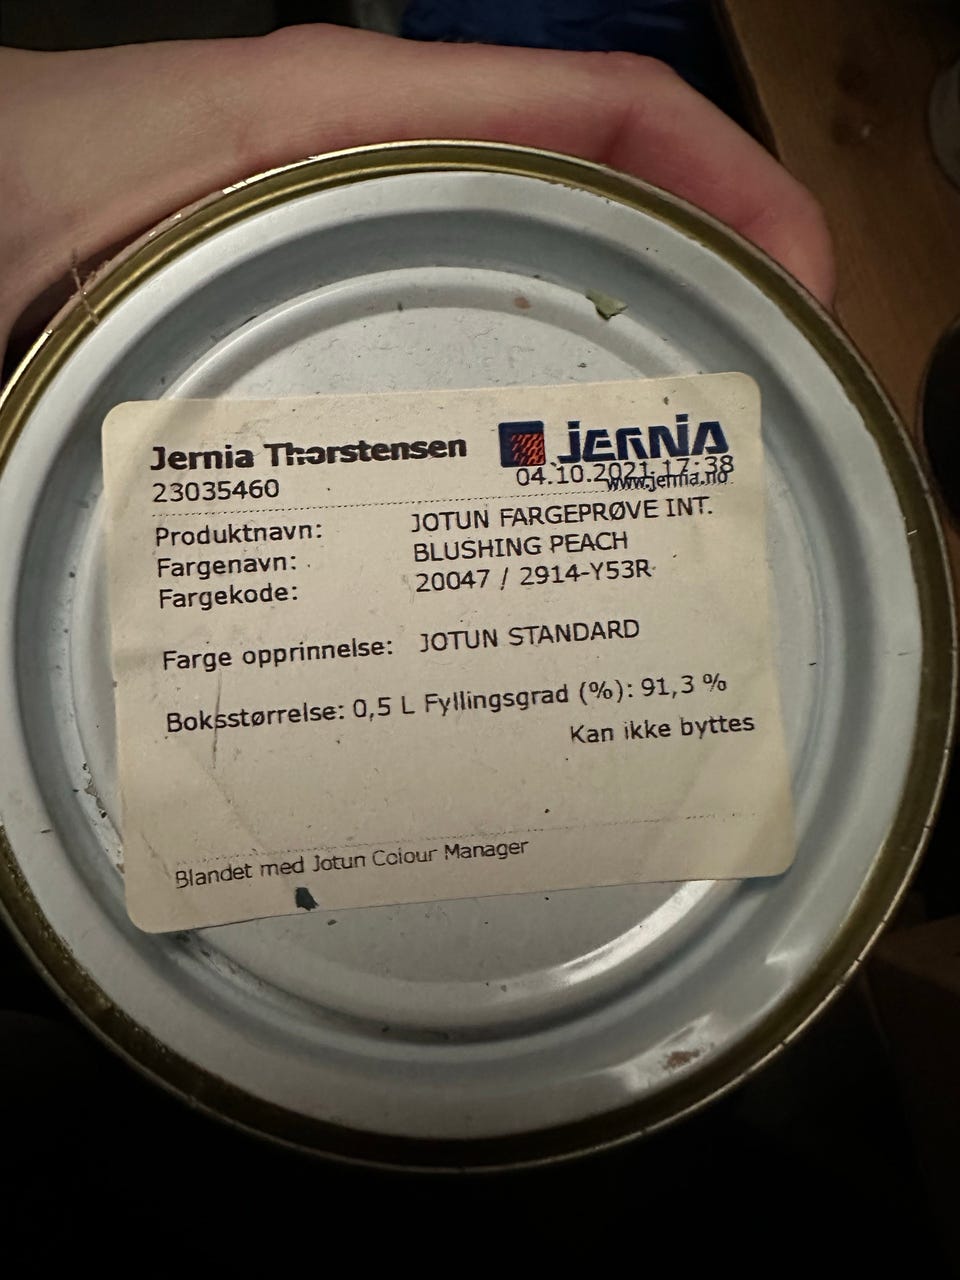 Jernia Thorstensen
JERNIA
23035460
04.10.2021 17:38
www.jernia.no
Produktnavn: JOTUN FARGEPRØVE INT.
Fargenavn: BLUSHING PEACH
Fargekode: 20047 / 2914-Y53R
Farge opprinnelse: JOTUN STANDARD
Boksstørrelse: 0,5 L Fyllingsgrad (%): 91,3 %
Kan ikke byttes
Blandet med Jotun Colour Manager